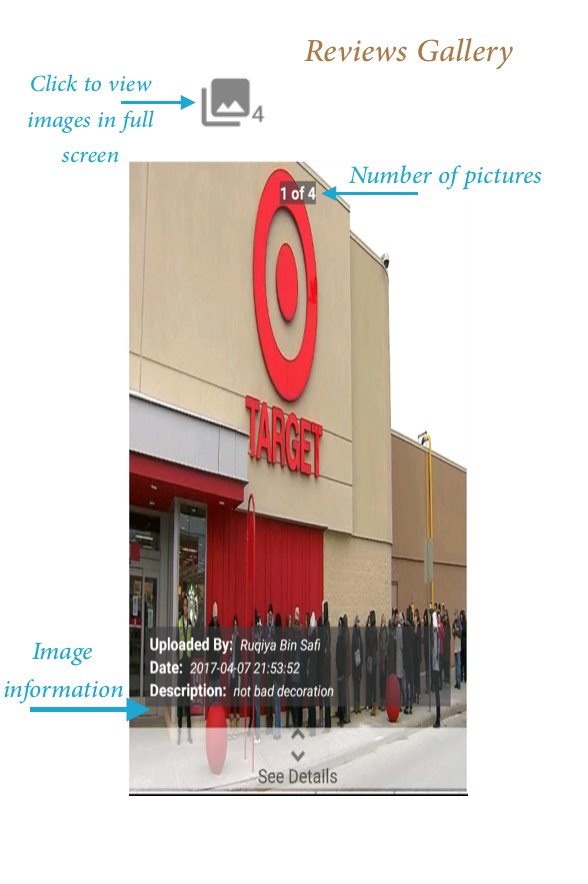 Reviews Gallery
Click to view
images in full
screen
4
Number of pictures
1 of 4
TARGET
Image
information
Uploaded By: Ruqiya Bin Safi
Date: 2017-04-07 21:53:52
Description: not bad decoration
See Details